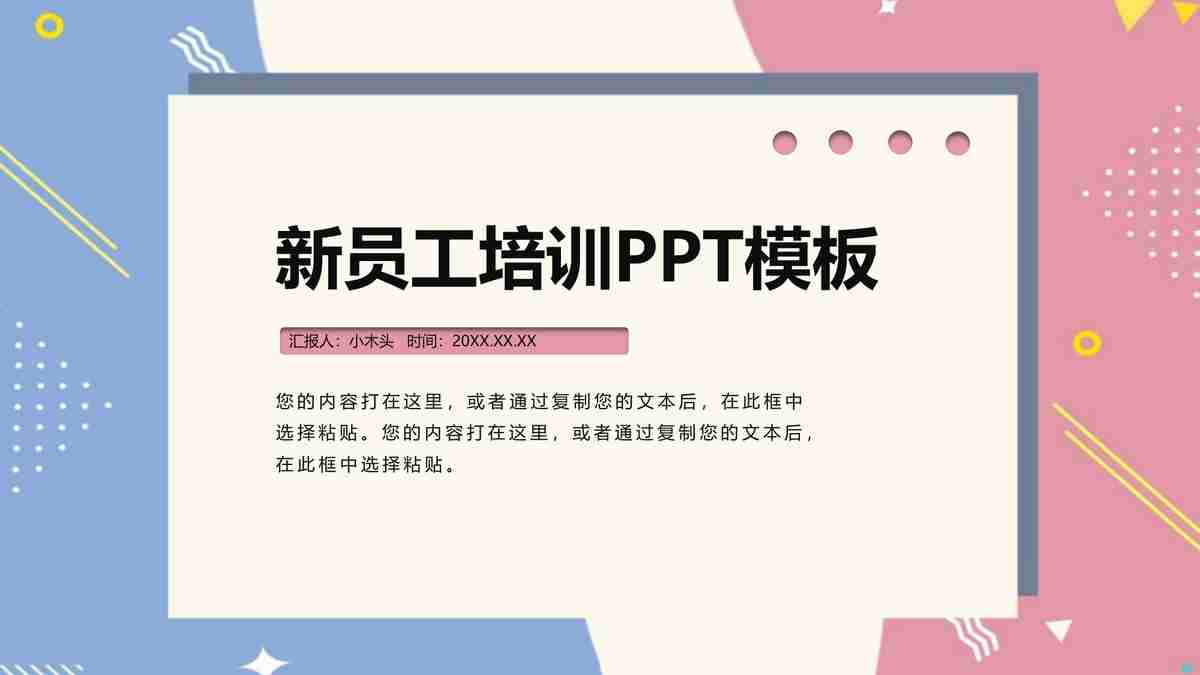 新员工培训PPT模板
汇报人：小木头 时间：20XX.XX.XX
您的内容打在这里，或者通过复制您的文本后，在此框中
选择粘贴。您的内容打在这里，或者通过复制您的文本后，
在此框中选择粘贴。